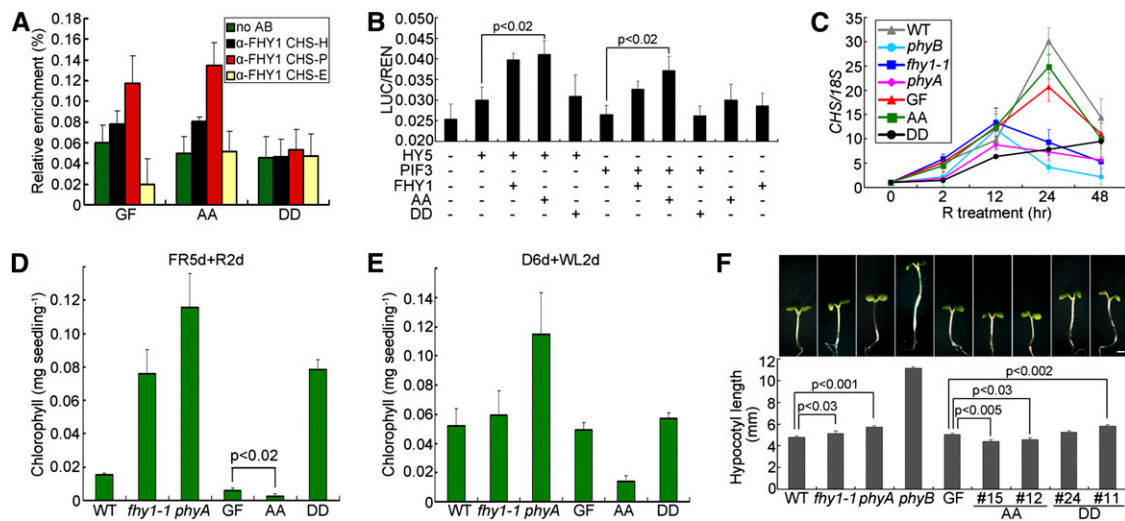 A
Relative enrichment (%)
0.18
0.16
0.14
0.12
0.10
0.08
0.06
0.04
0.02
no AB
α-FHY1 CHS-H
α-FHY1 CHS-P
α-FHY1 CHS-E
GF AA DD
B
LUC/REN
0.050
0.045
0.040
0.035
0.030
0.025
0.020
p<0.02
p<0.02
HY5 - + + + + - - - - - -
PIF3 - - - - - + + + + - -
FHY1 - - + - - - + - - - +
AA - - - + - - - + - + -
DD - - - - + - - - + - -
C
CHS/18S
35
30
25
20
15
10
5
0
WT
phyB
fhy1-1
phyA
GF
AA
DD
0 2 12 24 48
R treatment (hr)
D
FR5d+R2d
Chlorophyll (mg seedling-1)
0.12
0.10
0.08
0.06
0.04
0.02
0
p<0.02
WT fhy1-1 phyA GF AA DD
E
D6d+WL2d
Chlorophyll (mg seedling-1)
0.12
0.10
0.08
0.06
0.04
0.02
0
WT fhy1-1 phyA GF AA DD
F
Hypocotyl length
(mm)
12
10
8
6
4
2
0
p<0.001
p<0.03
p<0.002
p<0.03
p<0.005
WT fhy1-1 phyA phyB GF #15 #12 #24 #11
AA DD